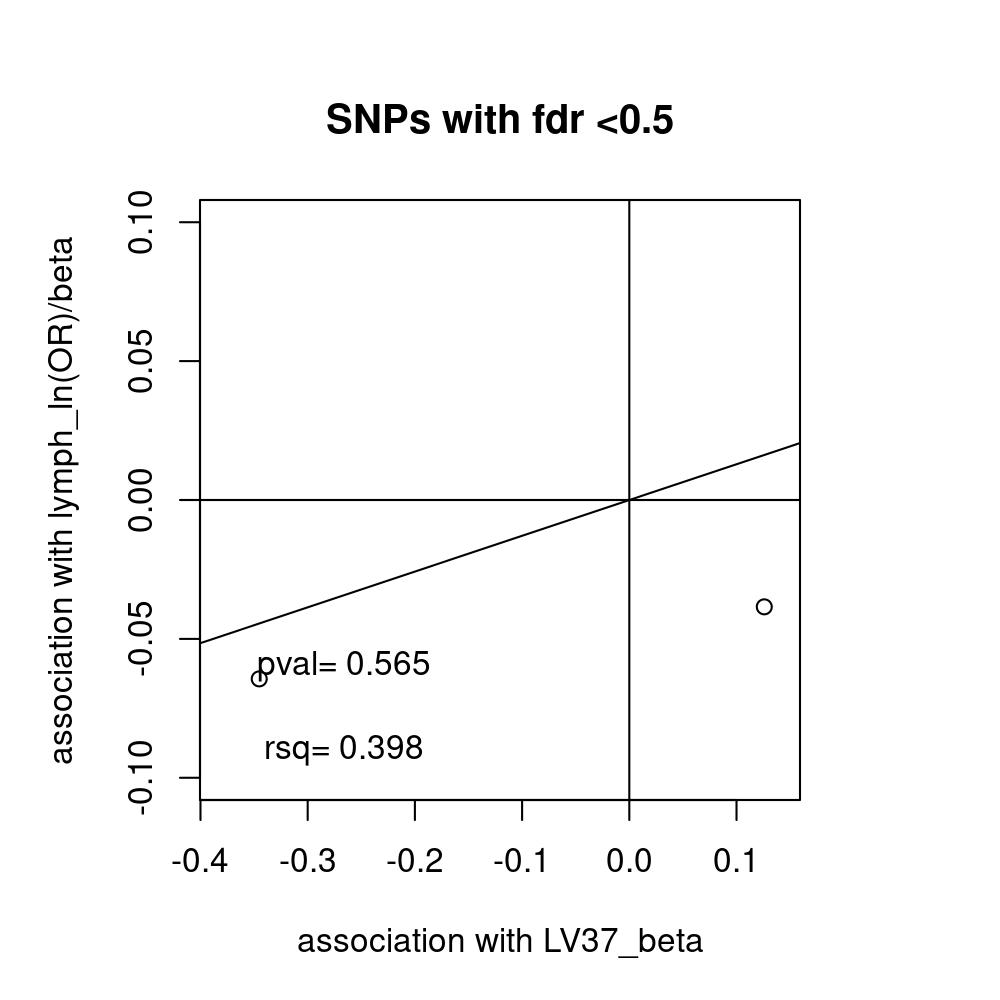 SNPs with fdr <0.5
association with lymph_ln(OR)/beta
0.10
0.05
0.00
-0.05
-0.10
pval= 0.565
rsq= 0.398
-0.4 -0.3 -0.2 -0.1 0.0 0.1
association with LV37_beta